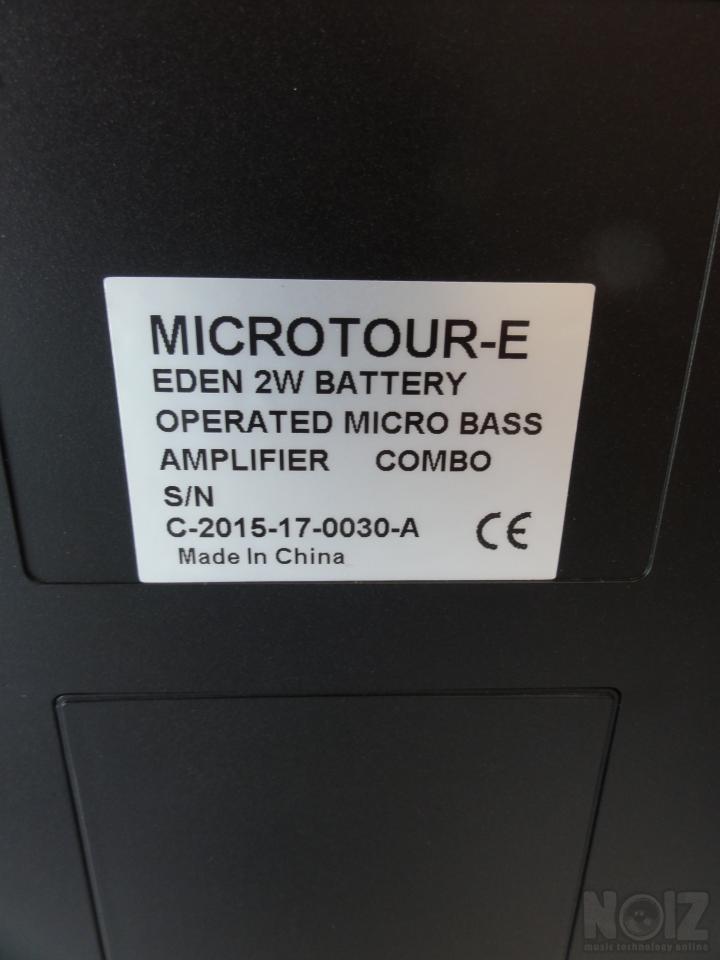 MICROTOUR-E
EDEN 2W BATTERY
OPERATED MICRO BASS
AMPLIFIER COMBO
S/N
C-2015-17-0030-A CE
Made In China
NOIZ
music technology online